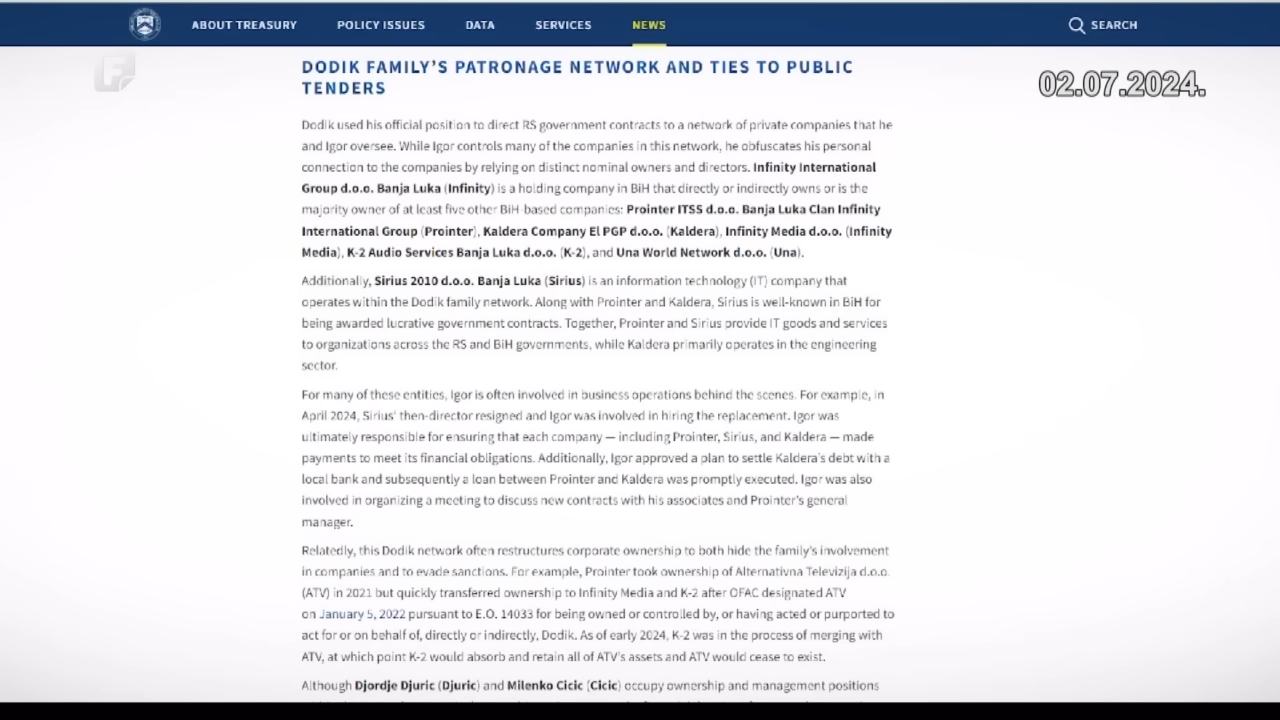 ABOUT TREASURY POLICY ISSUES DATA SERVICES NEWS SEARCH
02.07.2024.
DODIK FAMILY'S PATRONAGE NETWORK AND TIES TO PUBLIC
TENDERS
Dodik used his official position to direct RS government contracts to a network of private companies that he
and Igor oversee. While Igor controls many of the companies in this network, he obfuscates his personal
connection to the companies by relying on distinct nominal owners and directors. Infinity International
Group d.o.o. Banja Luka (Infinity) is a holding company in BiH that directly or indirectly owns or is the
majority owner of at least five other BiH-based companies: Prointer ITSS d.o.o. Banja Luka Clan Infinity
International Group (Prointer), Kaldera Company El PGP d.o.o. (Kaldera), Infinity Media d.o.o. (Infinity
Media), K-2 Audio Services Banja Luka d.o.o. (K-2), and Una World Network d.o.o. (Una).
Additionally, Sirius 2010 d.o.o. Banja Luka (Sirius) is an information technology (IT) company that
operates within the Dodik family network. Along with Prointer and Kaldera, Sirius is well-known in BiH for
being awarded lucrative government contracts. Together, Prointer and Sirius provide IT goods and services
to organizations across the RS and BiH governments, while Kaldera primarily operates in the engineering
sector.
For many of these entities, Igor is often involved in business operations behind the scenes. For example, in
April 2024, Sirius' then-director resigned and Igor was involved in hiring the replacement. Igor was
ultimately responsible for ensuring that each company — including Prointer, Sirius, and Kaldera — made
payments to meet its financial obligations. Additionally, Igor approved a plan to settle Kaldera's debt with a
local bank and subsequently a loan between Prointer and Kaldera was promptly executed. Igor was also
involved in organizing a meeting to discuss new contracts with his associates and Prointer's general
manager.
Relatedly, this Dodik network often restructures corporate ownership to both hide the family's involvement
in companies and to evade sanctions. For example, Prointer took ownership of Alternativna Televizija d.o.o.
(ATV) in 2021 but quickly transferred ownership to Infinity Media and K-2 after OFAC designated ATV
on January 5, 2022 pursuant to E.O. 14033 for being owned or controlled by, or having acted or purported to
act for or on behalf of, directly or indirectly, Dodik. As of early 2024, K-2 was in the process of merging with
ATV, at which point K-2 would absorb and retain all of ATV's assets and ATV would cease to exist.
Although Djordje Djuric (Djuric) and Milenko Cicic (Cicic) occupy ownership and management positions